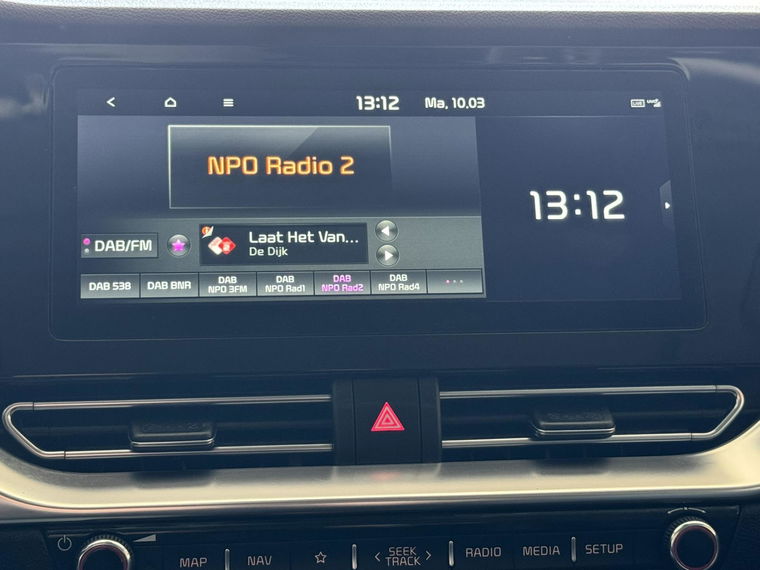 13:12 Ma, 10.03
NPO Radio 2
13:12
DAB/FM
Laat Het Van...
De Dijk
DAB 538
DAB BNR
DAB
NPO 3FM
DAB
NPO Rad1
DAB
NPO Rad2
DAB
NPO Rad4
...
MAP
NAV
< SEEK >
TRACK
RADIO
MEDIA
SETUP